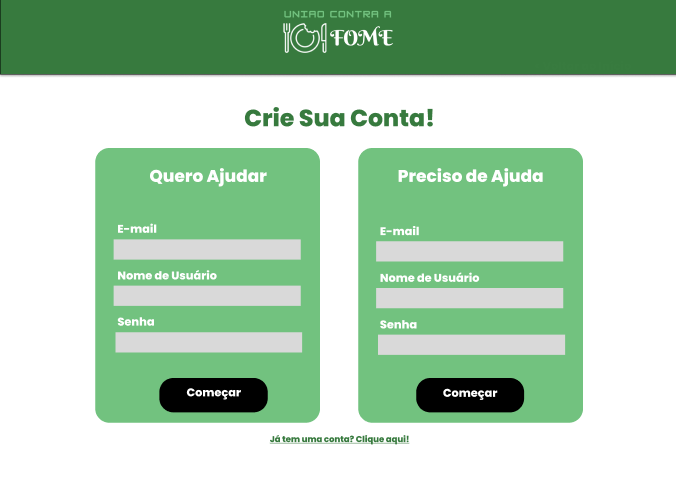 UNIAO CONTRA A
FOME
Crie Sua Conta!
Quero Ajudar
E-mail
Nome de Usuário
Senha
Começar
Preciso de Ajuda
E-mail
Nome de Usuário
Senha
Começar
Já tem uma conta? Clique aqui!